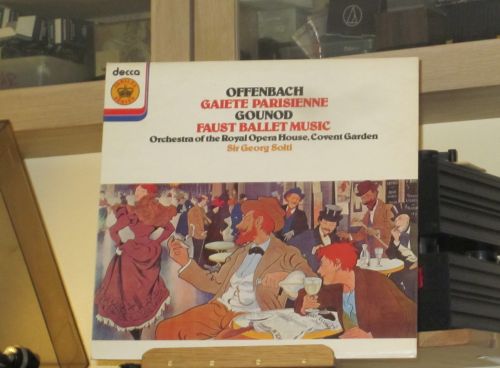 decca
OFFENBACH
GAIETE PARISIENNE
GOUNOD
FAUST BALLET MUSIC
Orchestra of the Royal Opera House, Covent Garden
Sir Georg Solti